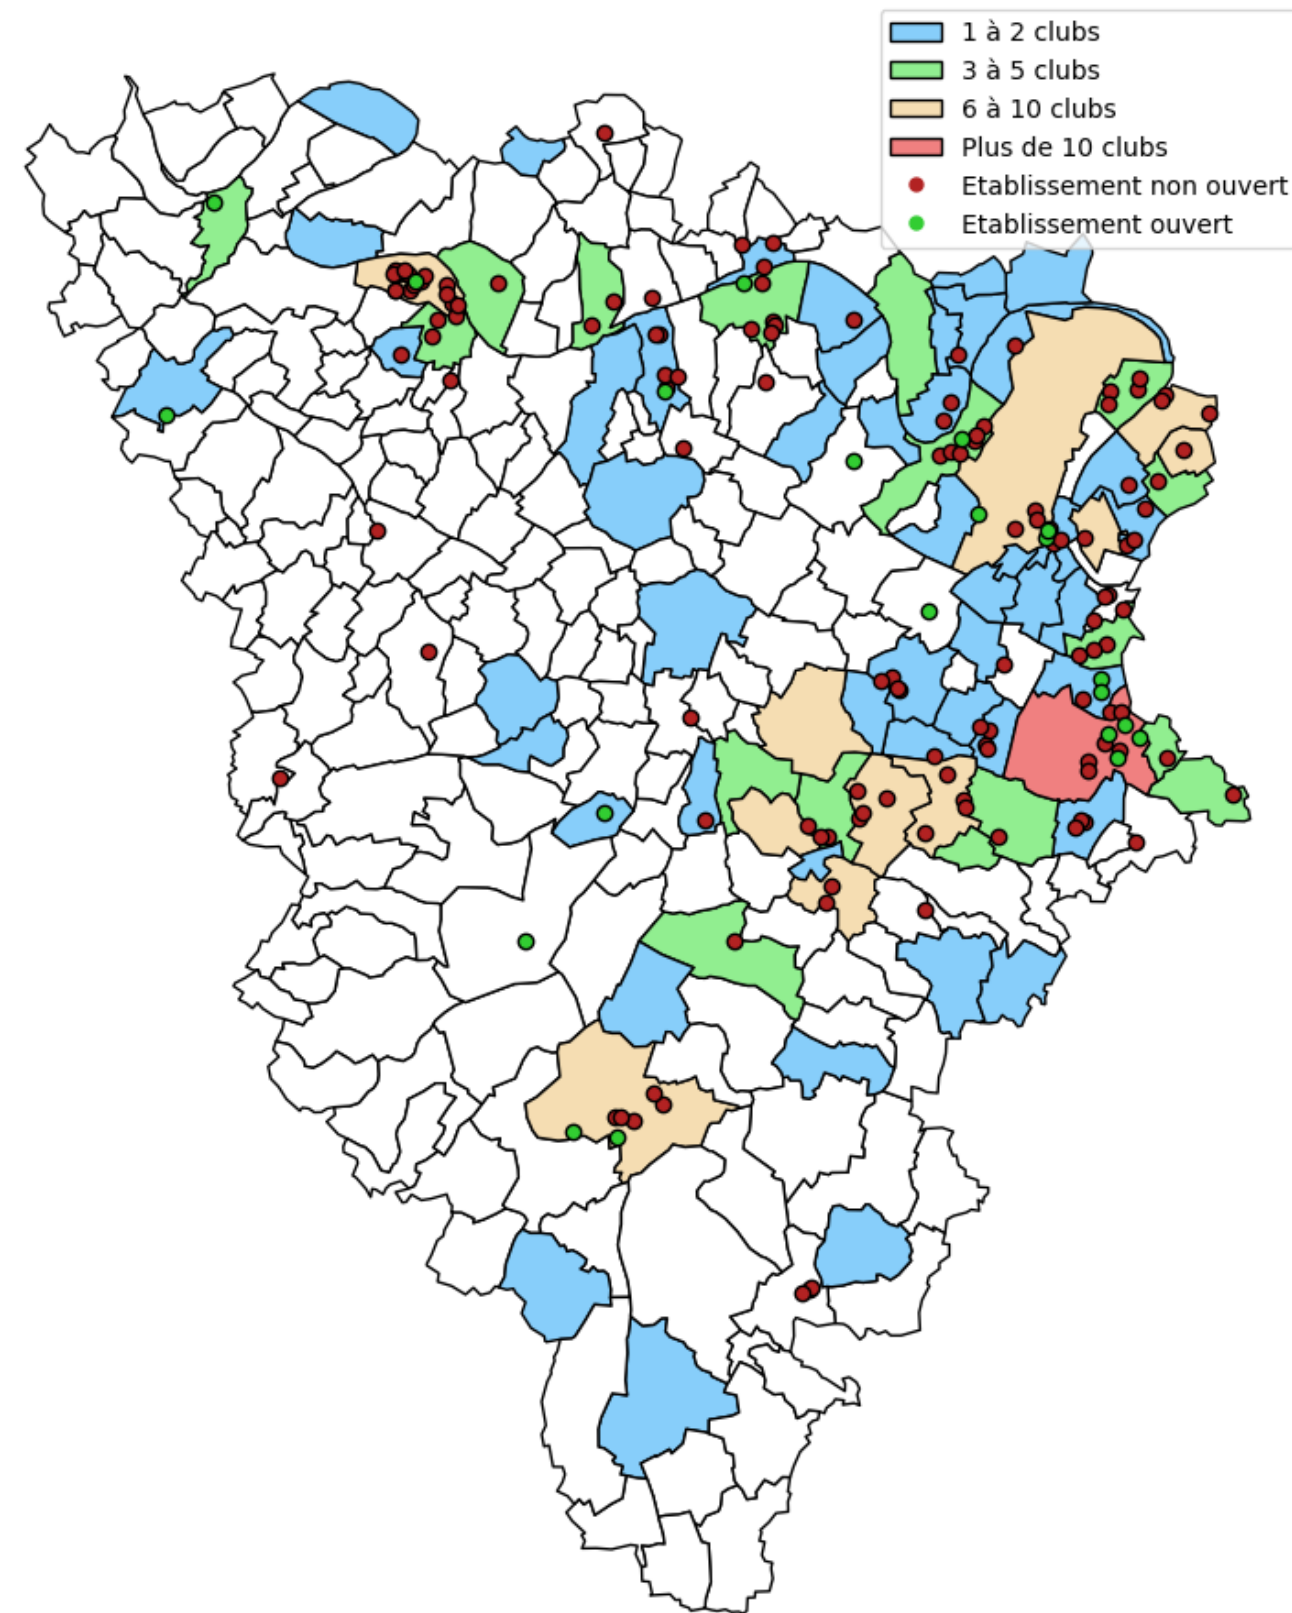 1 à 2 clubs
3 à 5 clubs
6 à 10 clubs
Plus de 10 clubs
Etablissement non ouvert
Etablissement ouvert